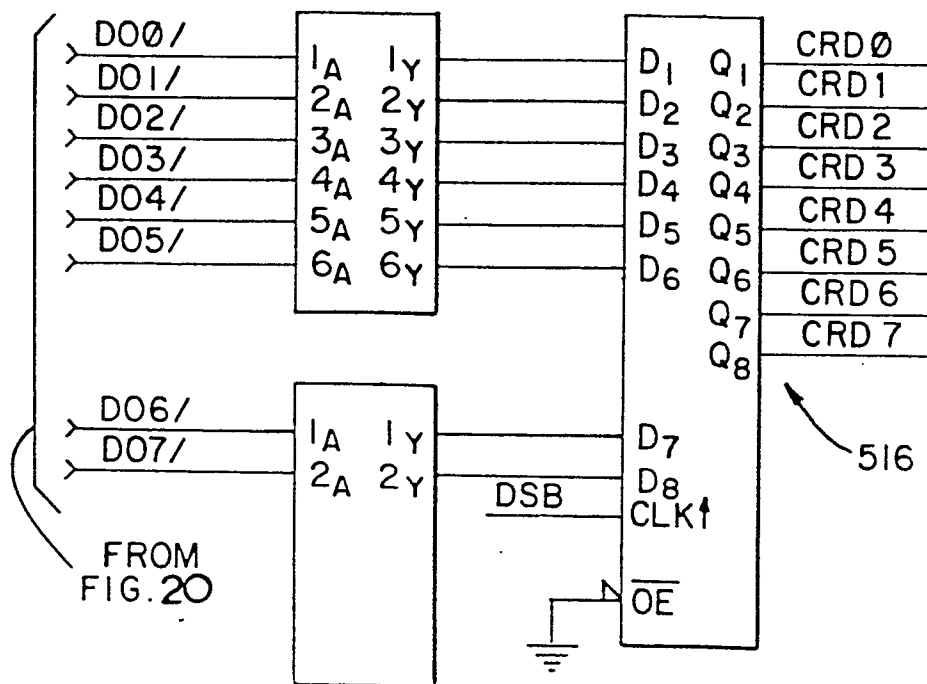 DOØ/ 1A 1Y D1 Q1 CRDØ
DO1/ 2A 2Y D2 Q2 CRD1
DO2/ 3A 3Y D3 Q3 CRD2
DO3/ 4A 4Y D4 Q4 CRD3
DO4/ 5A 5Y D5 Q5 CRD4
DO5/ 6A 6Y D6 Q6 CRD5
Q7 CRD6
Q8 CRD7
DO6/ 1A 1Y D7
DO7/ 2A 2Y D8
516
DSB CLK↑
FROM
FIG.20
OE